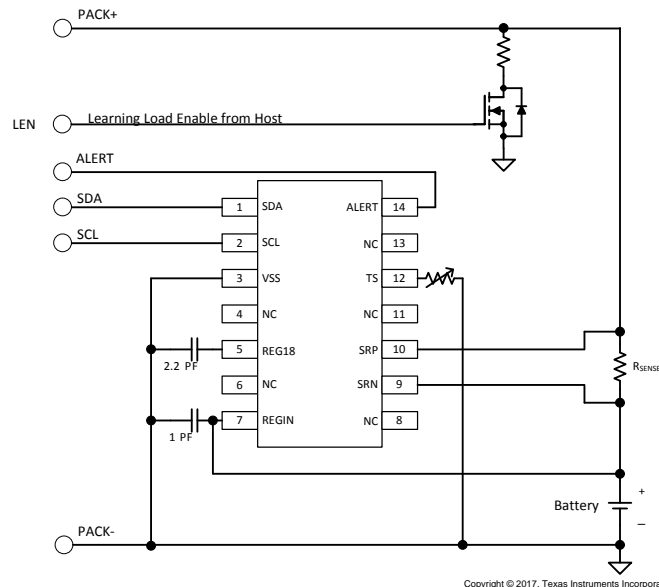 PACK+
LEN
Learning Load Enable from Host
ALERT
SDA
SCL
1 SDA
ALERT 14
2 SCL
NC 13
3 VSS
TS 12
4 NC
NC 11
5 REG18
SRP 10
2.2 PF
6 NC
SRN 9
7 REGIN
NC 8
1 PF
RSENSE
Battery
+
–
PACK-
Copyright © 2017, Texas Instruments Incorpora